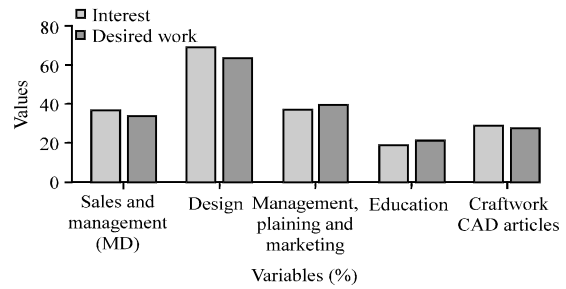 Interest
Desired work
80
60
40
20
0
Values
Sales and
management
(MD)
Design
Management,
plaining and
marketing
Education
Craftwork
CAD articles
Variables (%)